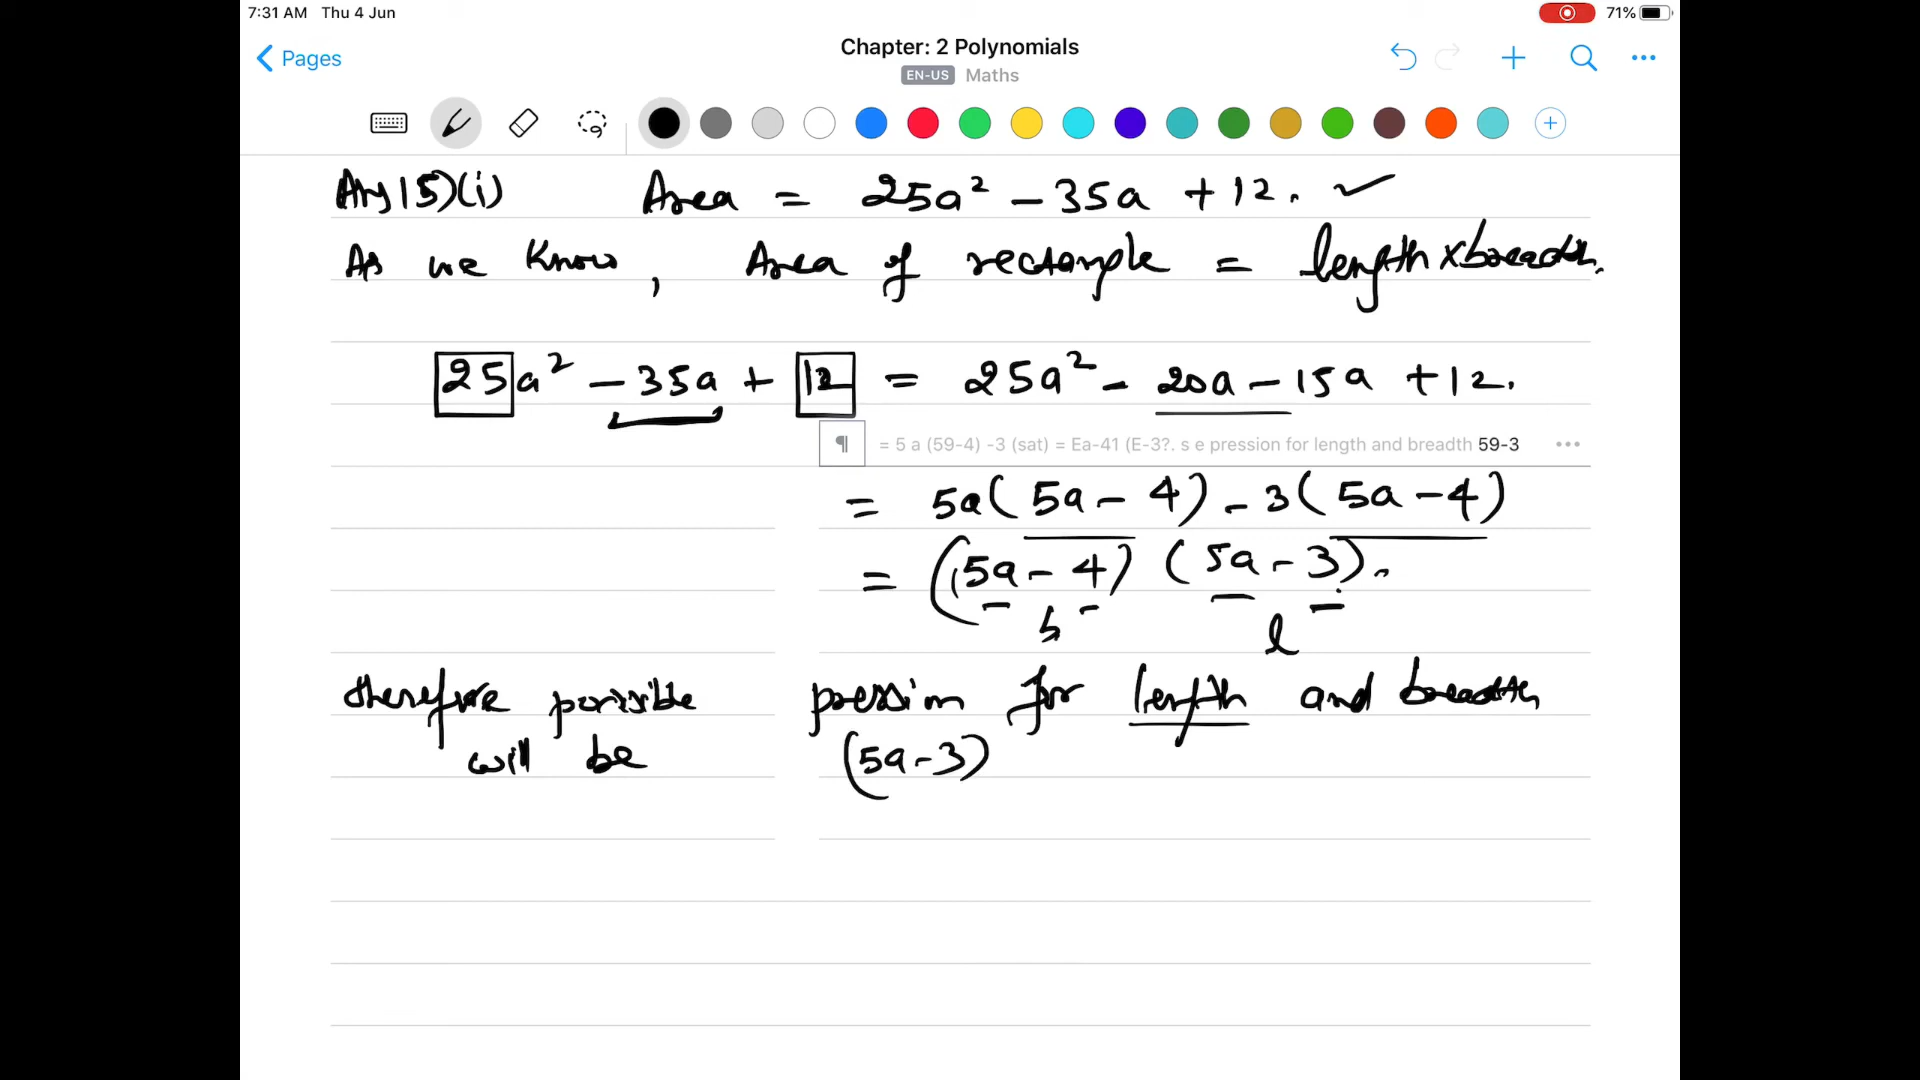 7:31 AM Thu 4 Jun 71%
Pages
Chapter: 2 Polynomials
EN-US Maths
Ans 15)(i) Area = 25a² - 35a + 12.
As we know, Area of rectangle = length × breadth.
25a² - 35a + 12 = 25a² - 20a - 15a + 12.
¶ = 5 a (59-4) -3 (sat) = Ea-41 (E-3?. s e pression for length and breadth 59-3
= 5a(5a - 4) - 3(5a - 4)
= (5a - 4) (5a - 3).
b l
therefore possible pression for length and breadth
will be (5a-3)